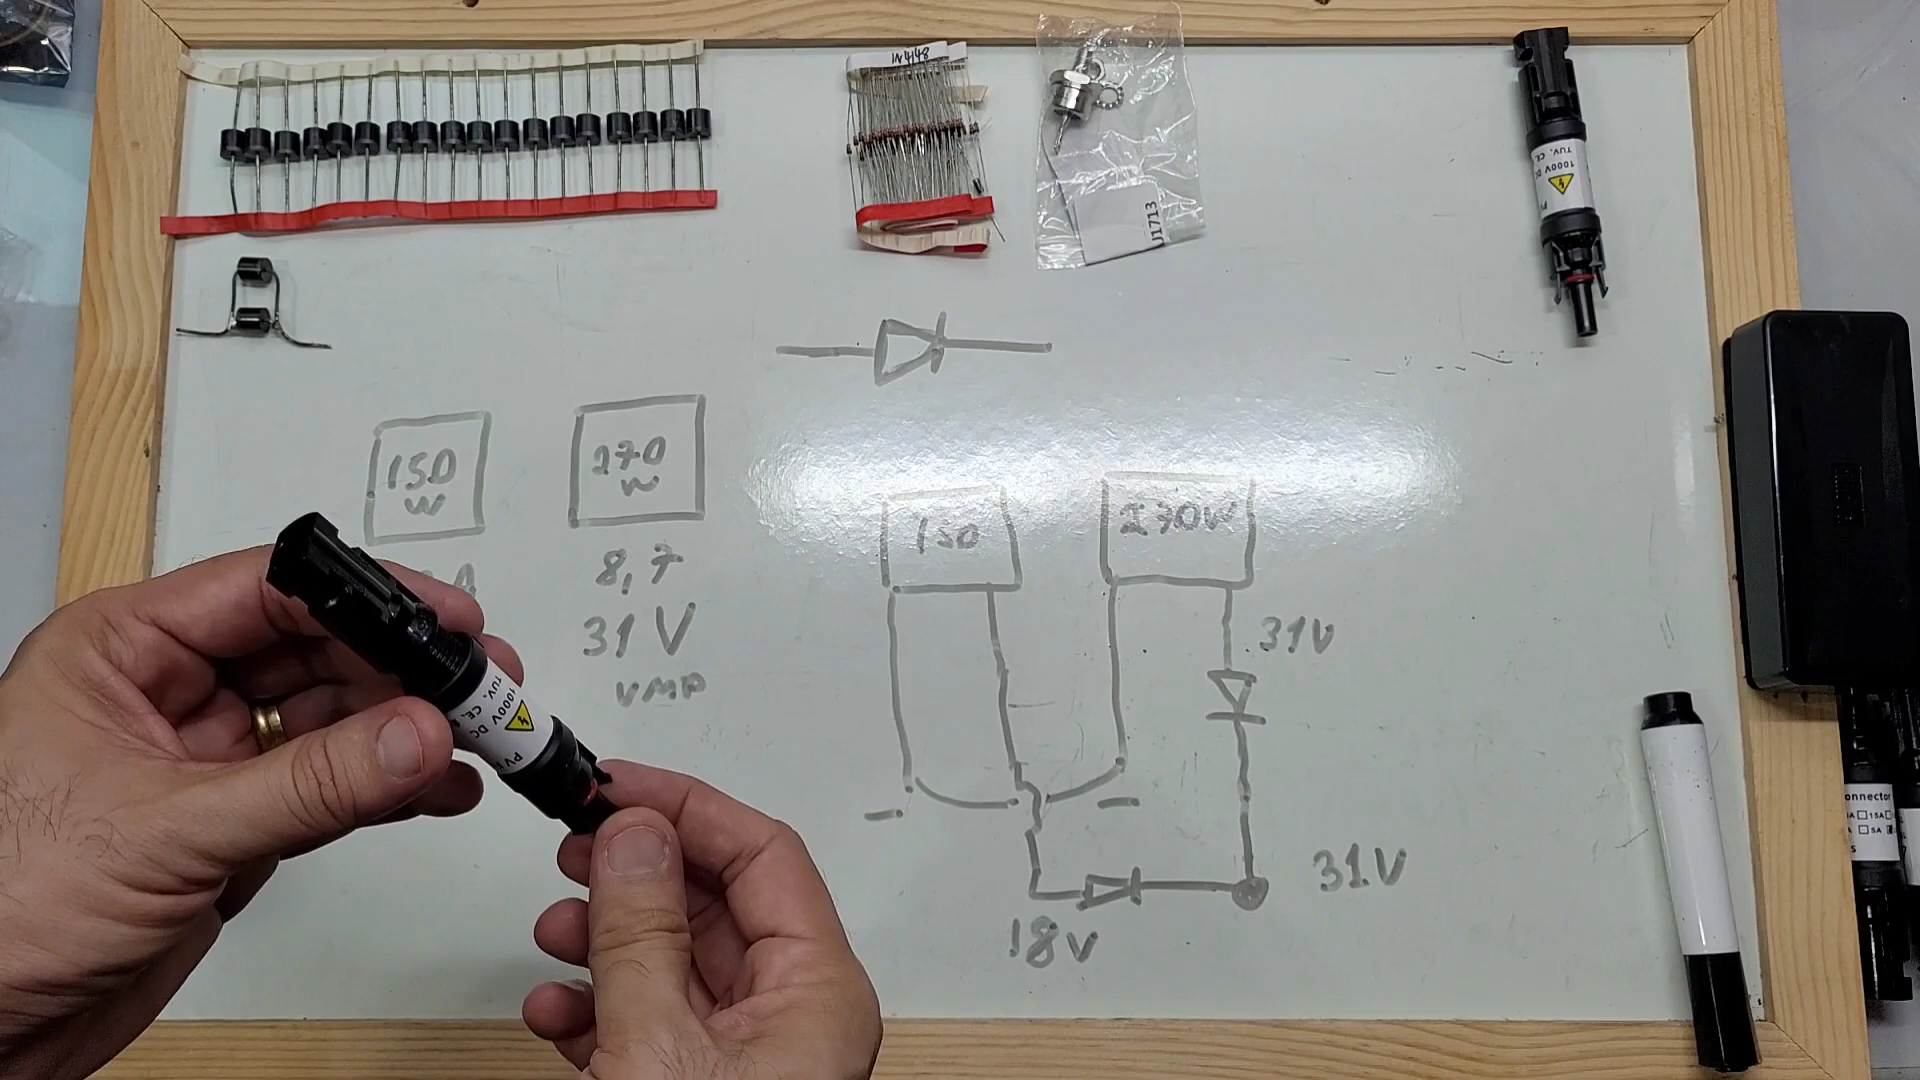 1N4148
U1713
1000V DC
TUV, CE,
150
W
270
W
A
8,7
31 V
VMP
150
270W
31V
31V
18V
1000V DC
TUV, CE,
PV
onnector
15A
5A